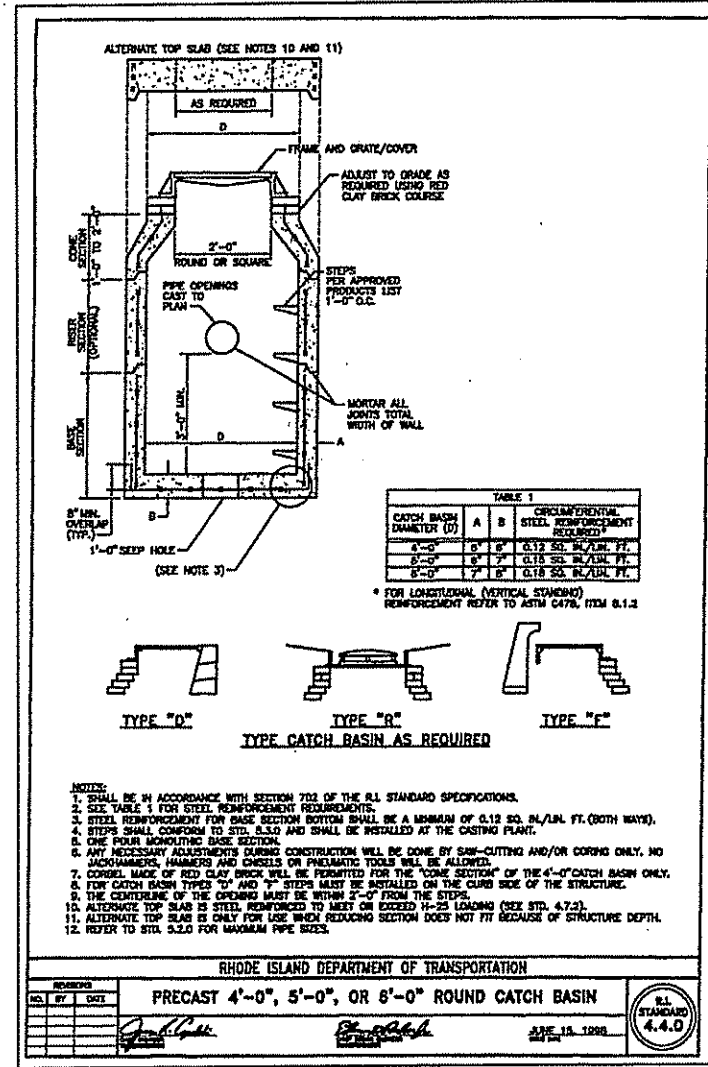 ALTERNATE TOP SLAB (SEE NOTES 10 AND 11)
AS REQUIRED
D
FRAME AND GRATE/COVER
ADJUST TO GRADE AS
REQUIRED USING RED
CLAY BRICK COURSE
CONE
SECTION
1'-0" TO 2'-0"
2'-0"
ROUND OR SQUARE
STEPS
PER APPROVED
PRODUCTS LIST
1'-0" O.C.
PIPE OPENINGS
CAST TO
PLAN
RISER
SECTION
(OPTIONAL)
MORTAR ALL
JOINTS TOTAL
WIDTH OF WALL
3'-0" MIN.
BASE
SECTION
D
A
8" MIN.
OVERLAP
(TYP.)
B
1'-0" SEEP HOLE
(SEE NOTE 3)
TABLE 1
CATCH BASIN DIAMETER (D) A B CIRCUMFERENTIAL STEEL REINFORCEMENT REQUIRED*
4'-0" 5" 6" 0.12 SQ. IN./LIN. FT.
5'-0" 6" 7" 0.15 SQ. IN./LIN. FT.
6'-0" 7" 8" 0.18 SQ. IN./LIN. FT.
* FOR LONGITUDINAL (VERTICAL STANDING)
REINFORCEMENT REFER TO ASTM C478, ITEM 8.1.2
TYPE "D" TYPE "R" TYPE "F"
TYPE CATCH BASIN AS REQUIRED
NOTES:
1. SHALL BE IN ACCORDANCE WITH SECTION 702 OF THE R.I. STANDARD SPECIFICATIONS.
2. SEE TABLE 1 FOR STEEL REINFORCEMENT REQUIREMENTS.
3. STEEL REINFORCEMENT FOR BASE SECTION BOTTOM SHALL BE A MINIMUM OF 0.12 SQ. IN./LIN. FT. (BOTH WAYS).
4. STEPS SHALL CONFORM TO STD. 5.3.0 AND SHALL BE INSTALLED AT THE CASTING PLANT.
5. ONE POUR MONOLITHIC BASE SECTION.
6. ANY NECESSARY ADJUSTMENTS DURING CONSTRUCTION WILL BE DONE BY SAW-CUTTING AND/OR CORING ONLY. NO
JACKHAMMERS, HAMMERS AND CHISELS OR PNEUMATIC TOOLS WILL BE ALLOWED.
7. CORBEL MADE OF RED CLAY BRICK WILL BE PERMITTED FOR THE "CONE SECTION" OF THE 4'-0" CATCH BASIN ONLY.
8. FOR CATCH BASIN TYPES "D" AND "F" STEPS MUST BE INSTALLED ON THE CURB SIDE OF THE STRUCTURE.
9. THE CENTERLINE OF THE OPENING MUST BE WITHIN 2'-0" FROM THE STEPS.
10. ALTERNATE TOP SLAB IS STEEL REINFORCED TO MEET OR EXCEED H-25 LOADING (SEE STD. 4.7.2).
11. ALTERNATE TOP SLAB IS ONLY FOR USE WHEN REDUCING SECTION DOES NOT FIT BECAUSE OF STRUCTURE DEPTH.
12. REFER TO STD. 5.2.0 FOR MAXIMUM PIPE SIZES.
RHODE ISLAND DEPARTMENT OF TRANSPORTATION
REVISIONS
NO. BY DATE
PRECAST 4'-0", 5'-0", OR 6'-0" ROUND CATCH BASIN
R.I.
STANDARD
4.4.0
JUNE 15, 1998
ISSUE DATE